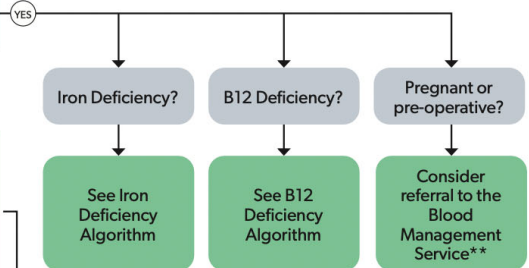 YES
Iron Deficiency?
B12 Deficiency?
Pregnant or
pre-operative?
See Iron
Deficiency
Algorithm
See B12
Deficiency
Algorithm
Consider
referral to the
Blood
Management
Service**